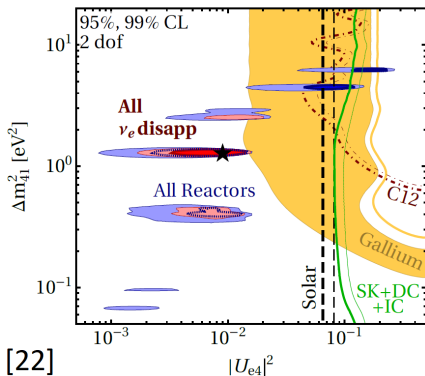 95%, 99% CL
2 dof
All
νₑ disapp
All Reactors
C12
Gallium
Solar
SK+DC
+IC
10¹
10⁰
10⁻¹
Δm²₄₁ [eV²]
10⁻³
10⁻²
10⁻¹
|Uₑ₄|²
[22]